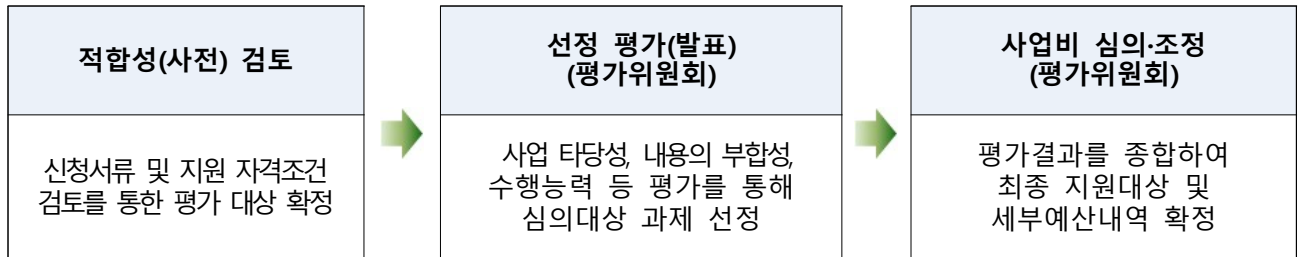 적합성(사전) 검토
신청서류 및 지원 자격조건
검토를 통한 평가 대상 확정
선정 평가(발표)
(평가위원회)
사업 타당성, 내용의 부합성,
수행능력 등 평가를 통해
심의대상 과제 선정
사업비 심의·조정
(평가위원회)
평가결과를 종합하여
최종 지원대상 및
세부예산내역 확정